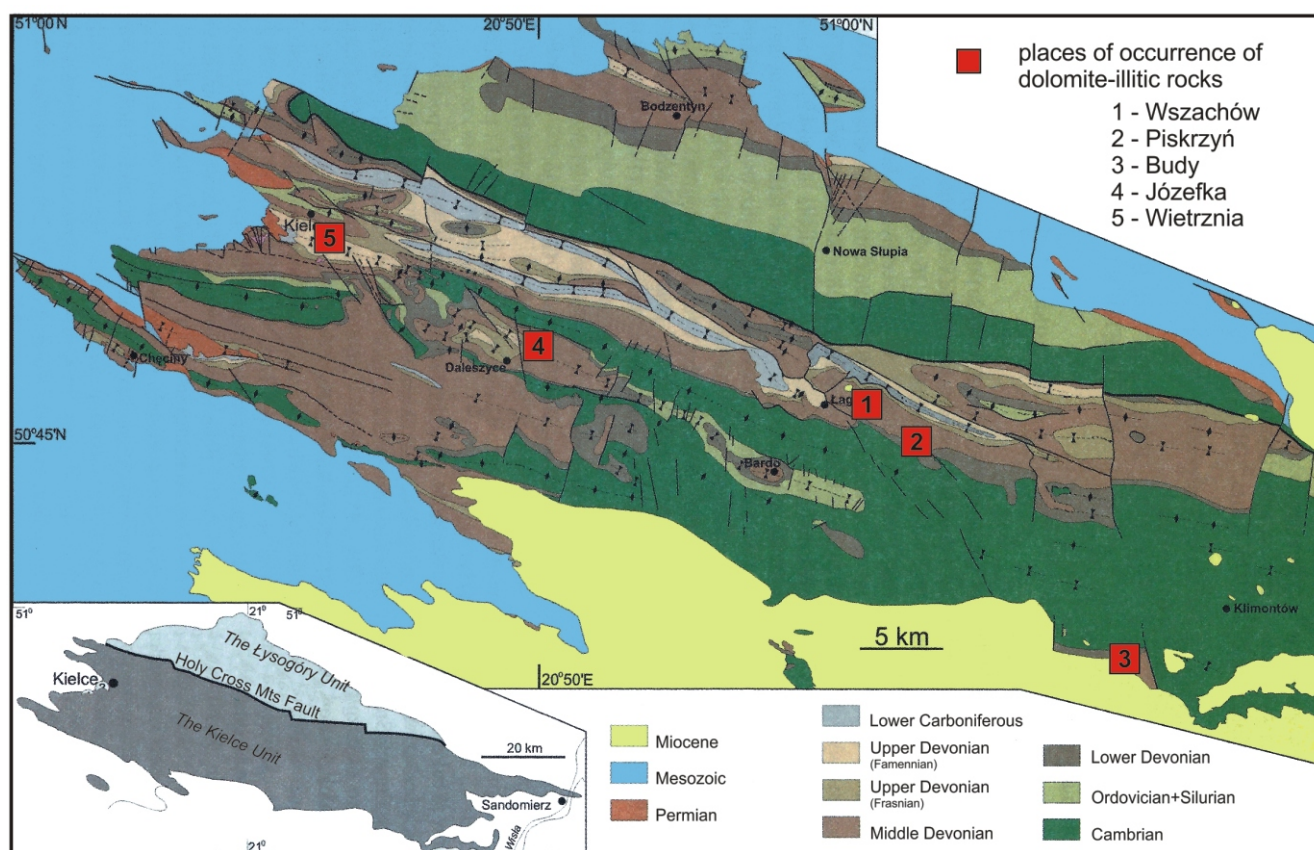 51°00 N
20°50 E
51°00'N
places of occurrence of
dolomite-illitic rocks
1 - Wszachów
2 - Piskrzyń
3 - Budy
4 - Józefka
5 - Wietrznia
Bodzentyn
5
Nowa Słupia
Chęciny
Daleszyce
4
1
50°45'N
2
Bardo
Klimontów
5 km
3
20°50'E
51°
21°
51°
The Łysogóry Unit
Holy Cross Mts Fault
Kielce
The Kielce Unit
20 km
Sandomierz
Wisła
21°
Miocene
Mesozoic
Permian
Lower Carboniferous
Upper Devonian
(Famennian)
Upper Devonian
(Frasnian)
Middle Devonian
Lower Devonian
Ordovician+Silurian
Cambrian